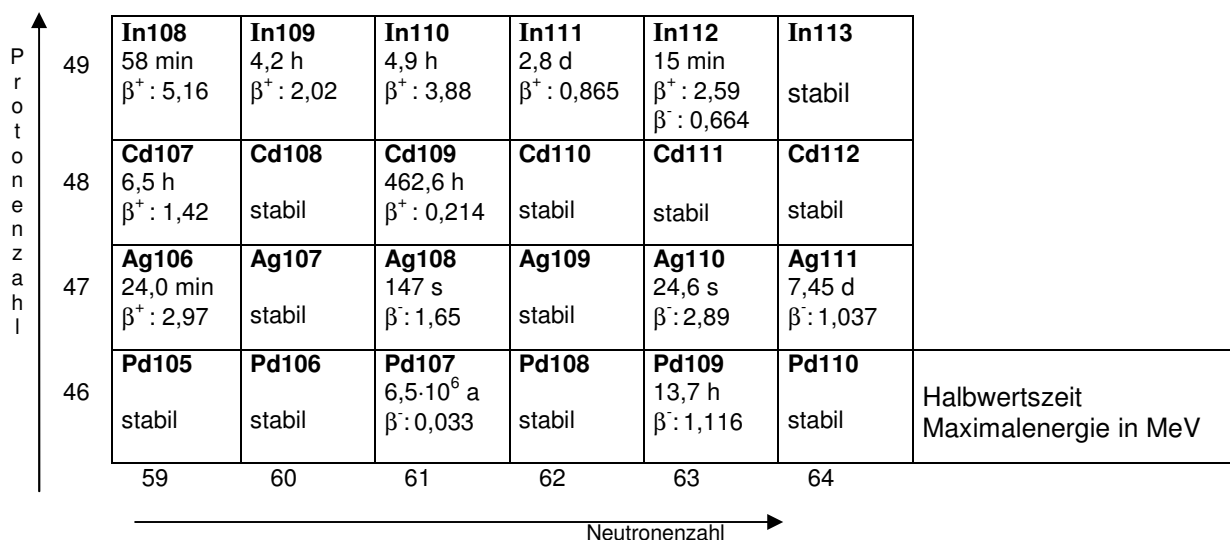 Protonenzahl
49
In108
58 min
β⁺ : 5,16
In109
4,2 h
β⁺ : 2,02
In110
4,9 h
β⁺ : 3,88
In111
2,8 d
β⁺ : 0,865
In112
15 min
β⁺ : 2,59
β⁻ : 0,664
In113
stabil
48
Cd107
6,5 h
β⁺ : 1,42
Cd108
stabil
Cd109
462,6 h
β⁺ : 0,214
Cd110
stabil
Cd111
stabil
Cd112
stabil
47
Ag106
24,0 min
β⁺ : 2,97
Ag107
stabil
Ag108
147 s
β⁻: 1,65
Ag109
stabil
Ag110
24,6 s
β⁻: 2,89
Ag111
7,45 d
β⁻: 1,037
46
Pd105
stabil
Pd106
stabil
Pd107
6,5·10⁶ a
β⁻: 0,033
Pd108
stabil
Pd109
13,7 h
β⁻: 1,116
Pd110
stabil
Halbwertszeit
Maximalenergie in MeV
59 60 61 62 63 64
Neutronenzahl